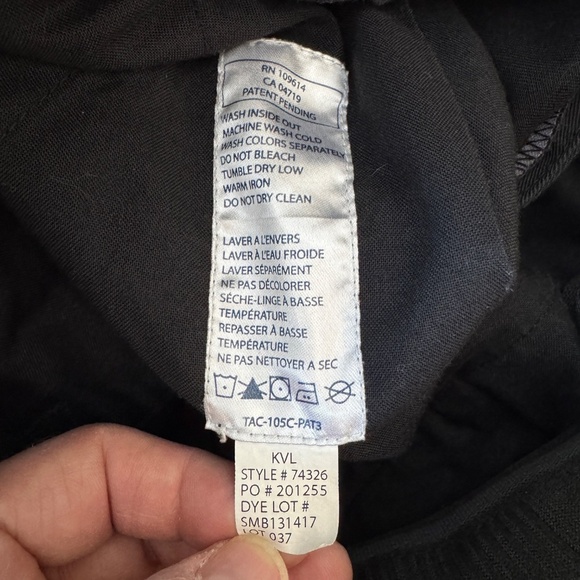 RN 109614
CA 04719
PATENT PENDING
WASH INSIDE OUT
MACHINE WASH COLD
WASH COLORS SEPARATELY
DO NOT BLEACH
TUMBLE DRY LOW
WARM IRON
DO NOT DRY CLEAN
LAVER A L'ENVERS
LAVER À L'EAU FROIDE
LAVER SÉPARÉMENT
NE PAS DÉCOLORER
SÉCHE-LINGE À BASSE
TEMPÉRATURE
REPASSER À BASSE
TEMPÉRATURE
NE PAS NETTOYER A SEC
TAC-105C-PAT3
KVL
STYLE # 74326
PO # 201255
DYE LOT #
SMB131417
LOT 037